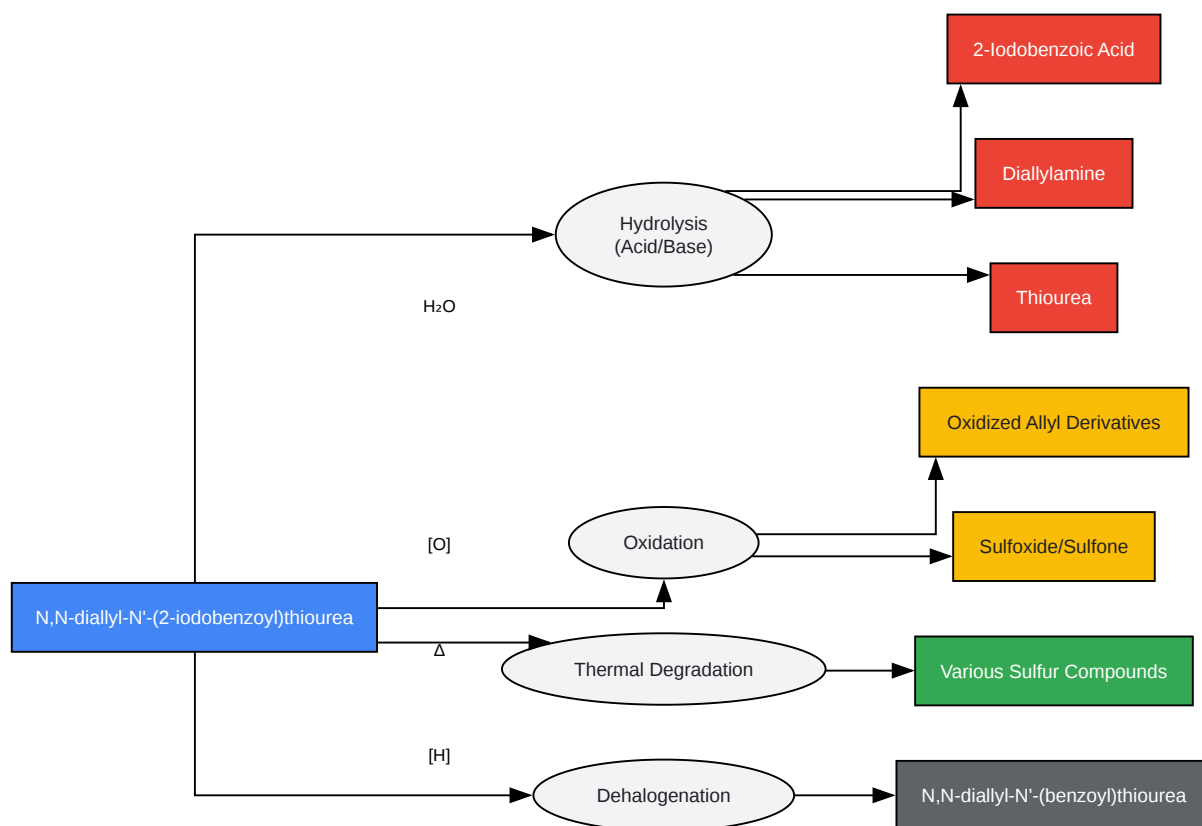 2-Iodobenzoic Acid
Diallylamine
Hydrolysis
(Acid/Base)
Thiourea
H₂O
Oxidized Allyl Derivatives
[O]
Oxidation
Sulfoxide/Sulfone
N,N-diallyl-N'-(2-iodobenzoyl)thiourea
Δ
Thermal Degradation
Various Sulfur Compounds
[H]
Dehalogenation
N,N-diallyl-N'-(benzoyl)thiourea